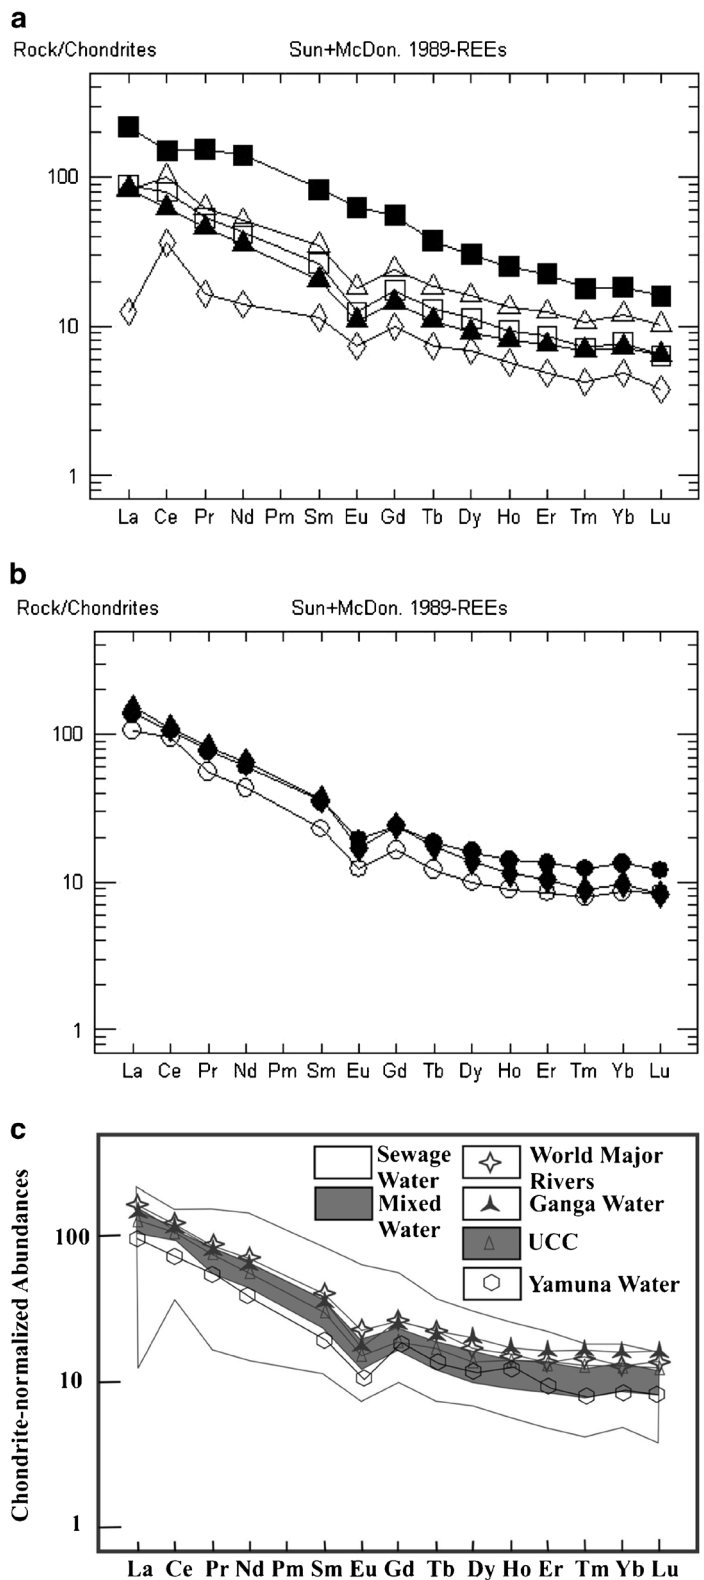 a
Rock/Chondrites Sun+McDon. 1989-REEs
100
10
1
La Ce Pr Nd Pm Sm Eu Gd Tb Dy Ho Er Tm Yb Lu
b
Rock/Chondrites Sun+McDon. 1989-REEs
100
10
1
La Ce Pr Nd Pm Sm Eu Gd Tb Dy Ho Er Tm Yb Lu
c
Chondrite-normalized Abundances
Sewage
Water
Mixed
Water
World Major
Rivers
Ganga Water
UCC
Yamuna Water
100
10
1
La Ce Pr Nd Pm Sm Eu Gd Tb Dy Ho Er Tm Yb Lu